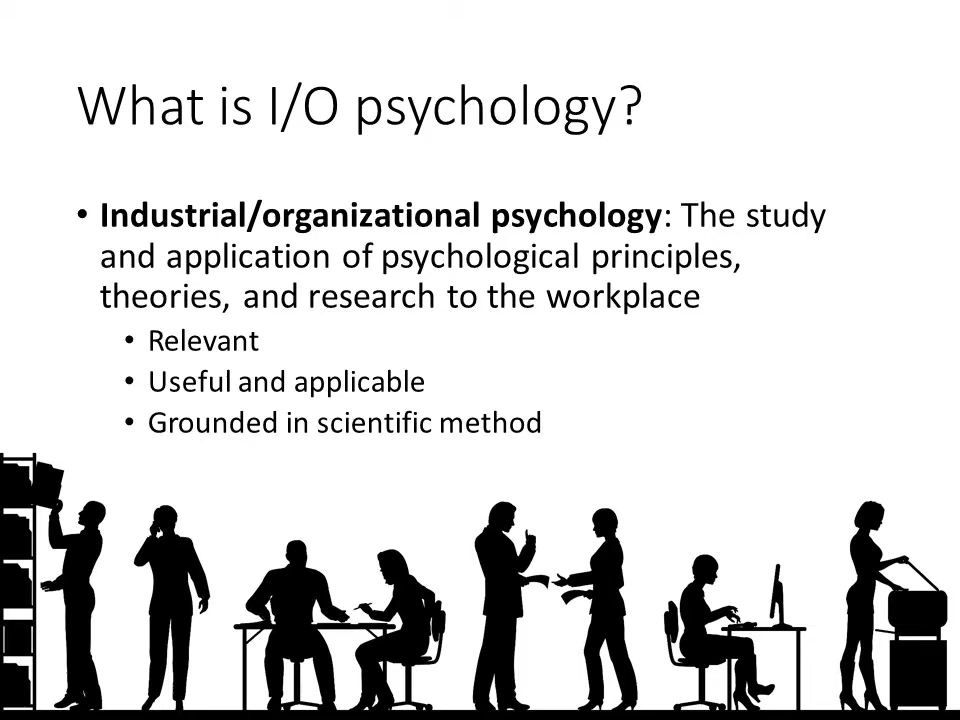 What is I/O psychology?
• Industrial/organizational psychology: The study
and application of psychological principles,
theories, and research to the workplace
• Relevant
• Useful and applicable
• Grounded in scientific method